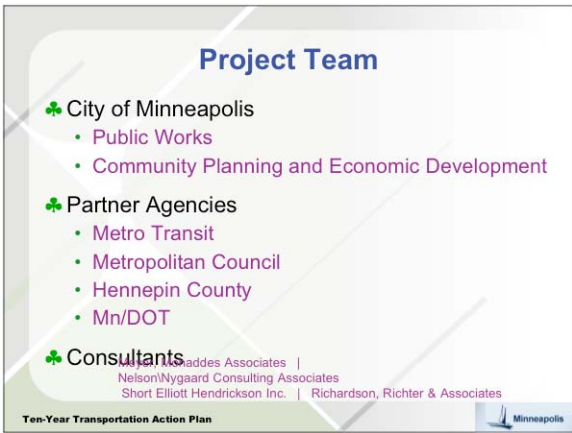 Project Team
♣ City of Minneapolis
• Public Works
• Community Planning and Economic Development
♣ Partner Agencies
• Metro Transit
• Metropolitan Council
• Hennepin County
• Mn/DOT
♣ Consultants
Meyer, Mohaddes Associates |
Nelson\Nygaard Consulting Associates
Short Elliott Hendrickson Inc. | Richardson, Richter & Associates
Ten-Year Transportation Action Plan
Minneapolis